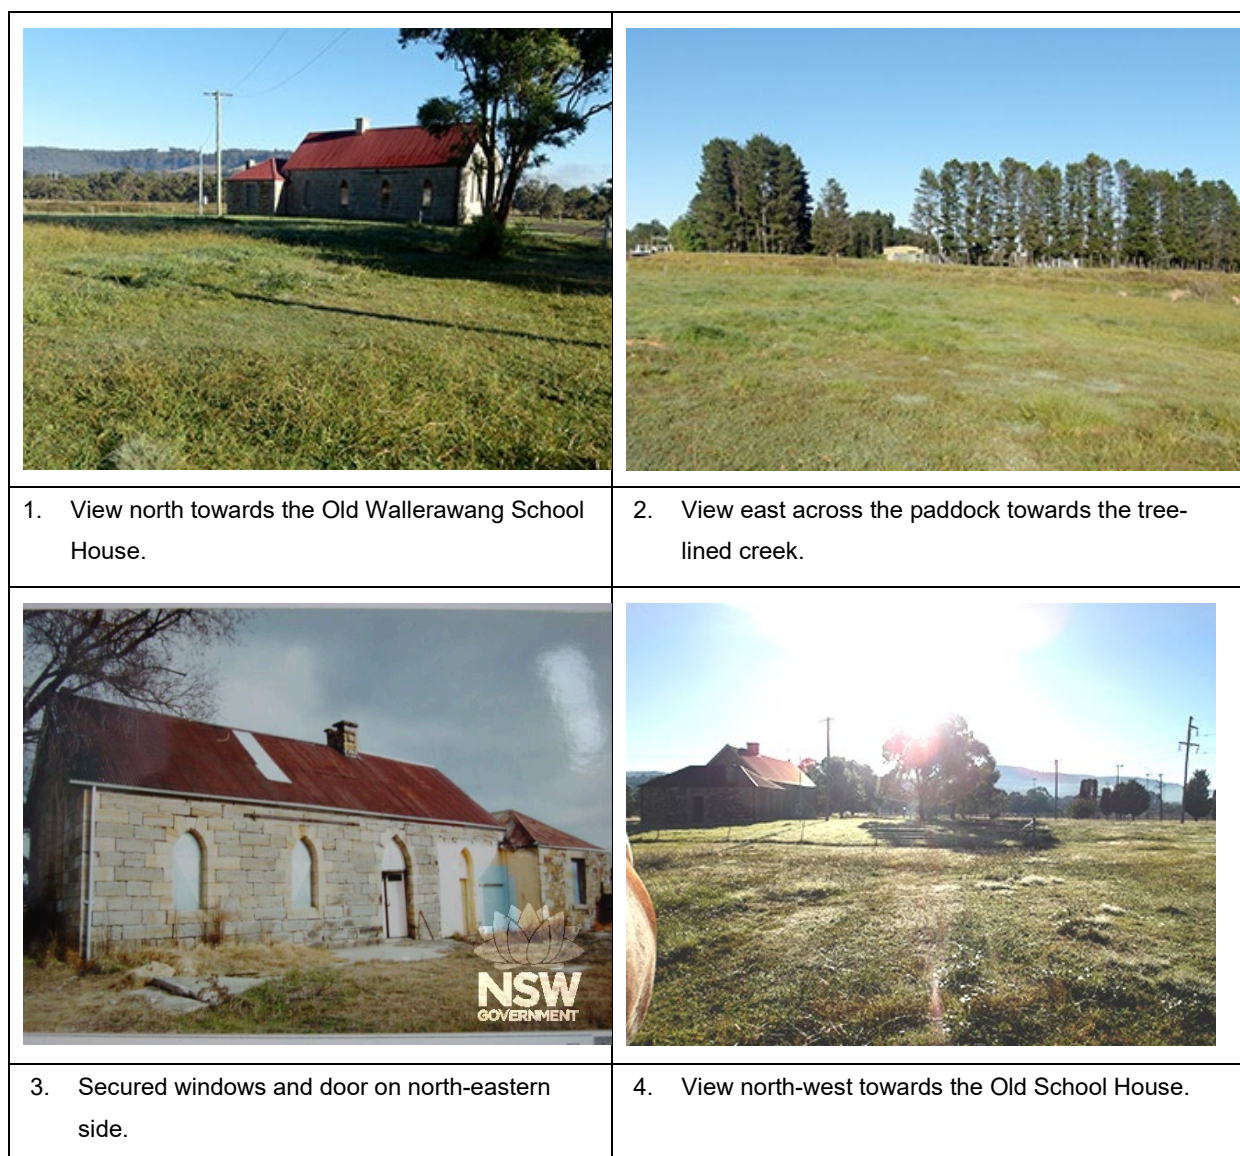 1. View north towards the Old Wallerawang School
House.
2. View east across the paddock towards the tree-
lined creek.
NSW
GOVERNMENT
3. Secured windows and door on north-eastern
side.
4. View north-west towards the Old School House.